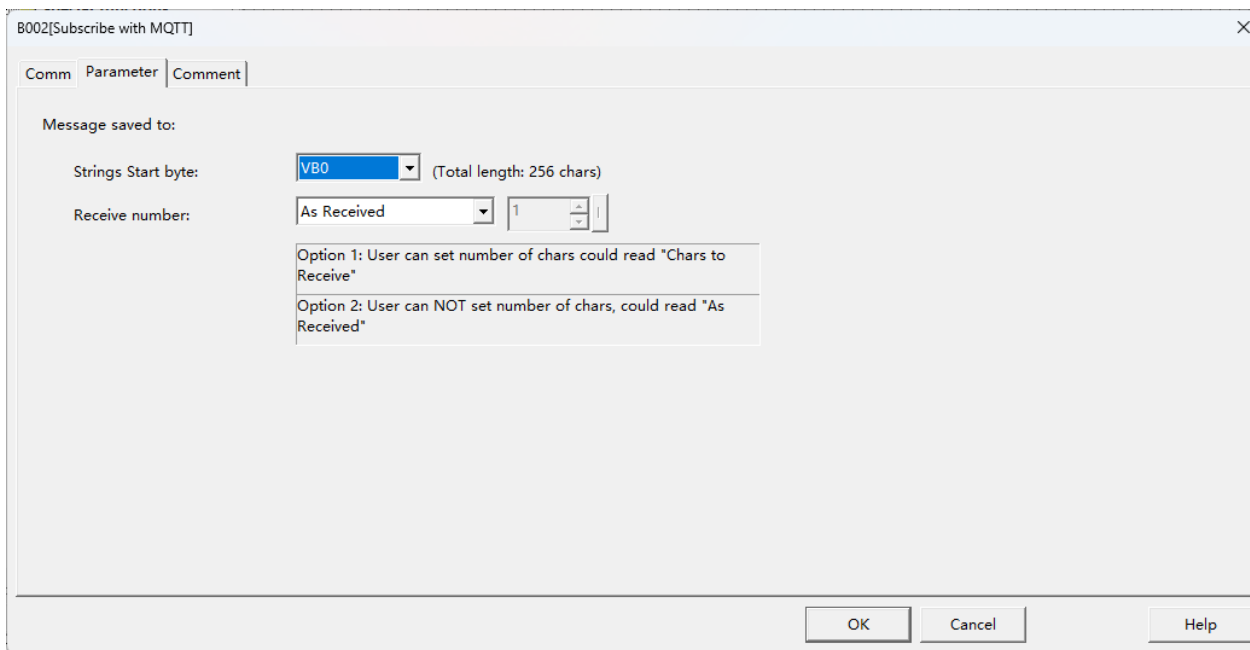 B002[Subscribe with MQTT]
Comm Parameter Comment
Message saved to:
Strings Start byte: VB0 (Total length: 256 chars)
Receive number: As Received 1
Option 1: User can set number of chars could read "Chars to
Receive"
Option 2: User can NOT set number of chars, could read "As
Received"
OK Cancel Help